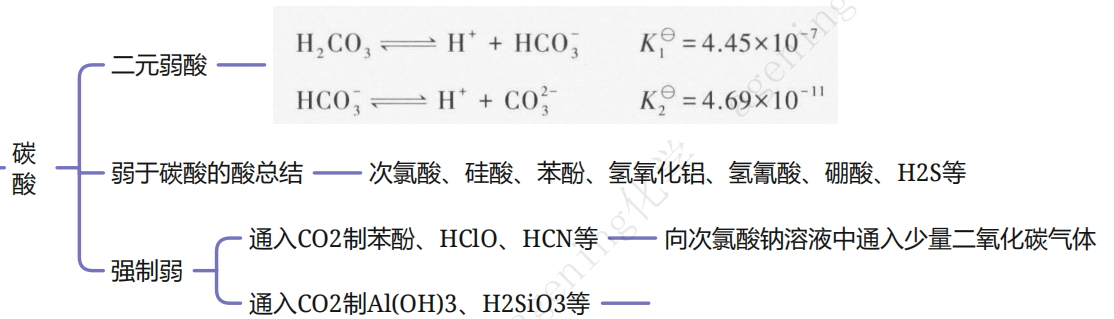 碳酸
二元弱酸
H₂CO₃ ⇌ H⁺ + HCO₃⁻ K₁^⊖ = 4.45×10⁻⁷
HCO₃⁻ ⇌ H⁺ + CO₃²⁻ K₂^⊖ = 4.69×10⁻¹¹
弱于碳酸的酸总结
次氯酸、硅酸、苯酚、氢氧化铝、氢氰酸、硼酸、H2S等
强制弱
通入CO2制苯酚、HClO、HCN等
向次氯酸钠溶液中通入少量二氧化碳气体
通入CO2制Al(OH)3、H2SiO3等